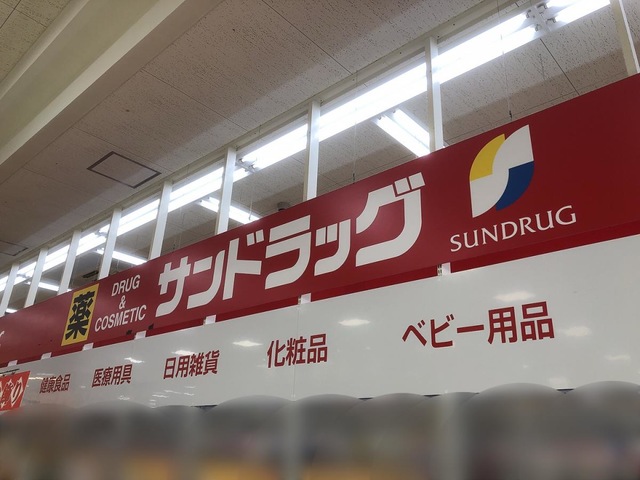 薬
DRUG
&
COSMETIC
サンドラッグ
SUNDRUG
健康食品
医療用具
日用雑貨
化粧品
ベビー用品